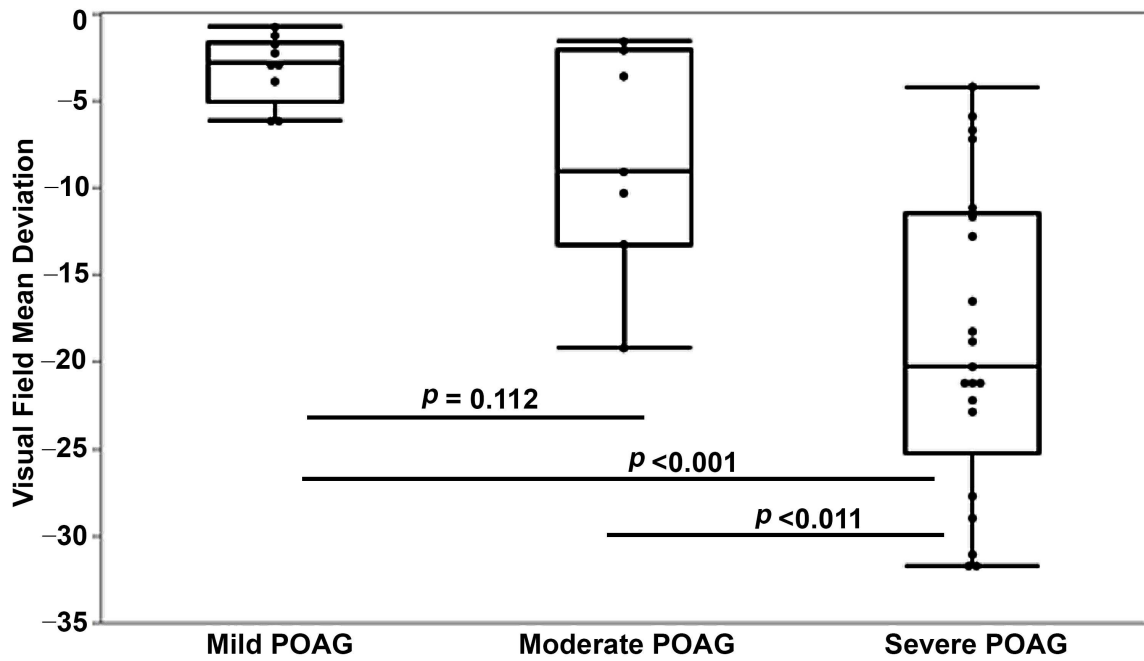 Visual Field Mean Deviation
0
−5
−10
−15
−20
−25
−30
−35
p = 0.112
p <0.001
p <0.011
Mild POAG
Moderate POAG
Severe POAG